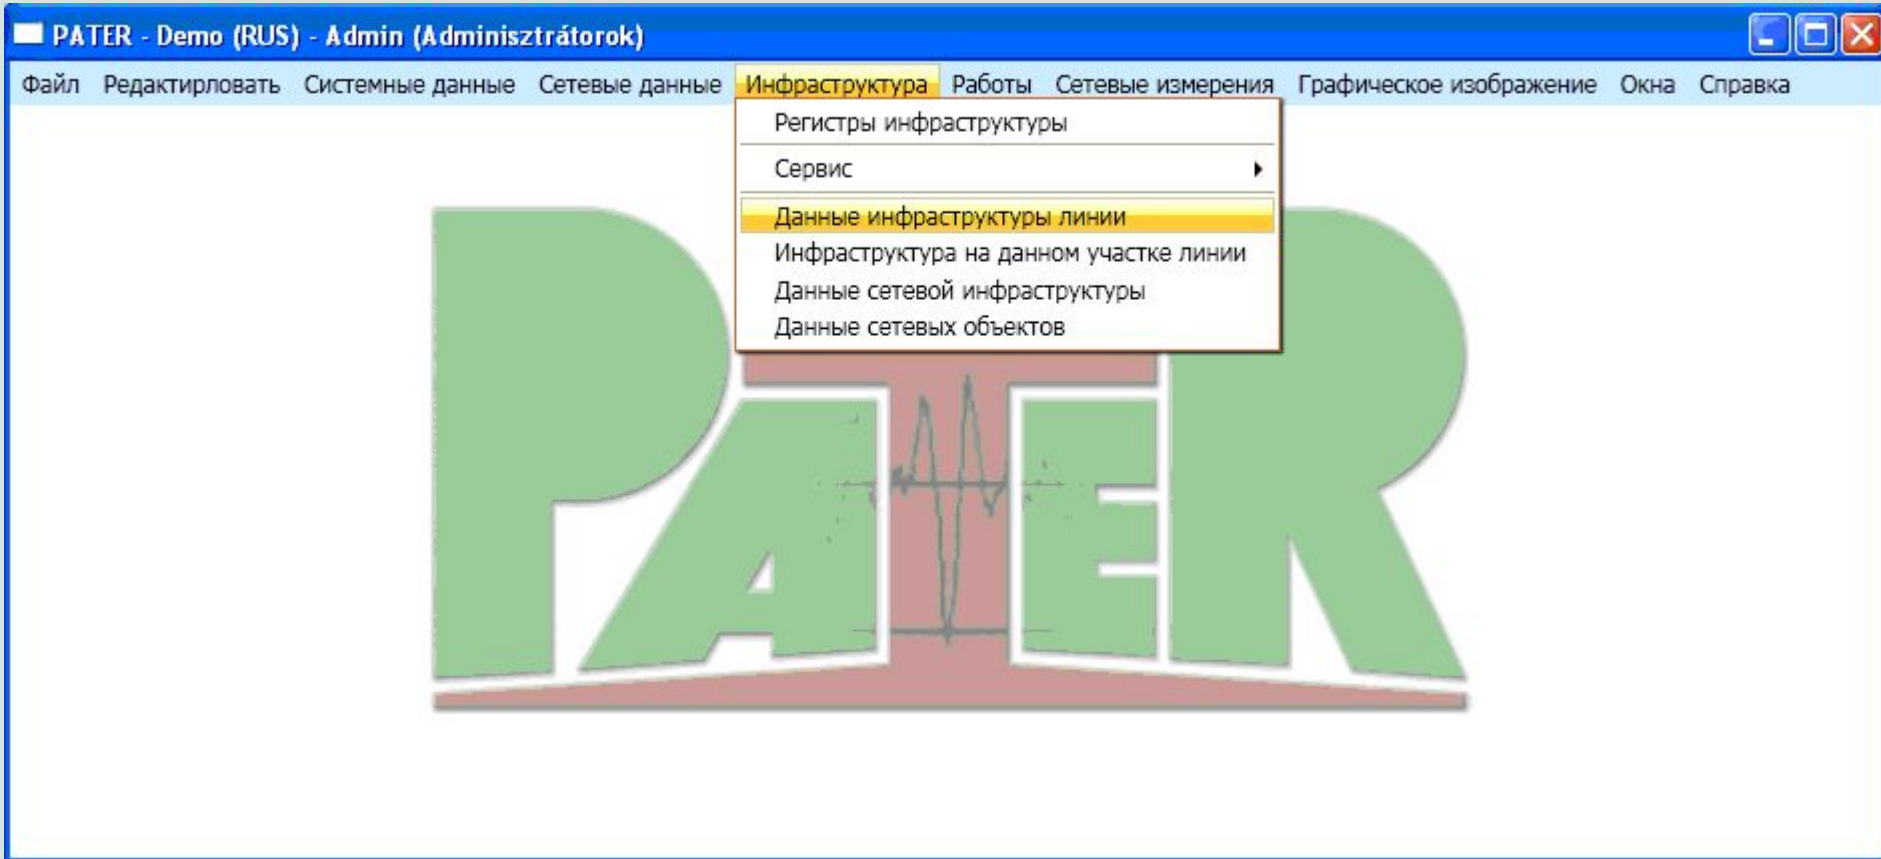 PATER - Demo (RUS) - Admin (Adminisztrátorok)
Файл Редактирловать Системные данные Сетевые данные Инфраструктура Работы Сетевые измерения Графическое изображение Окна Справка
Регистры инфраструктуры
Сервис
Данные инфраструктуры линии
Инфраструктура на данном участке линии
Данные сетевой инфраструктуры
Данные сетевых объектов
PATER